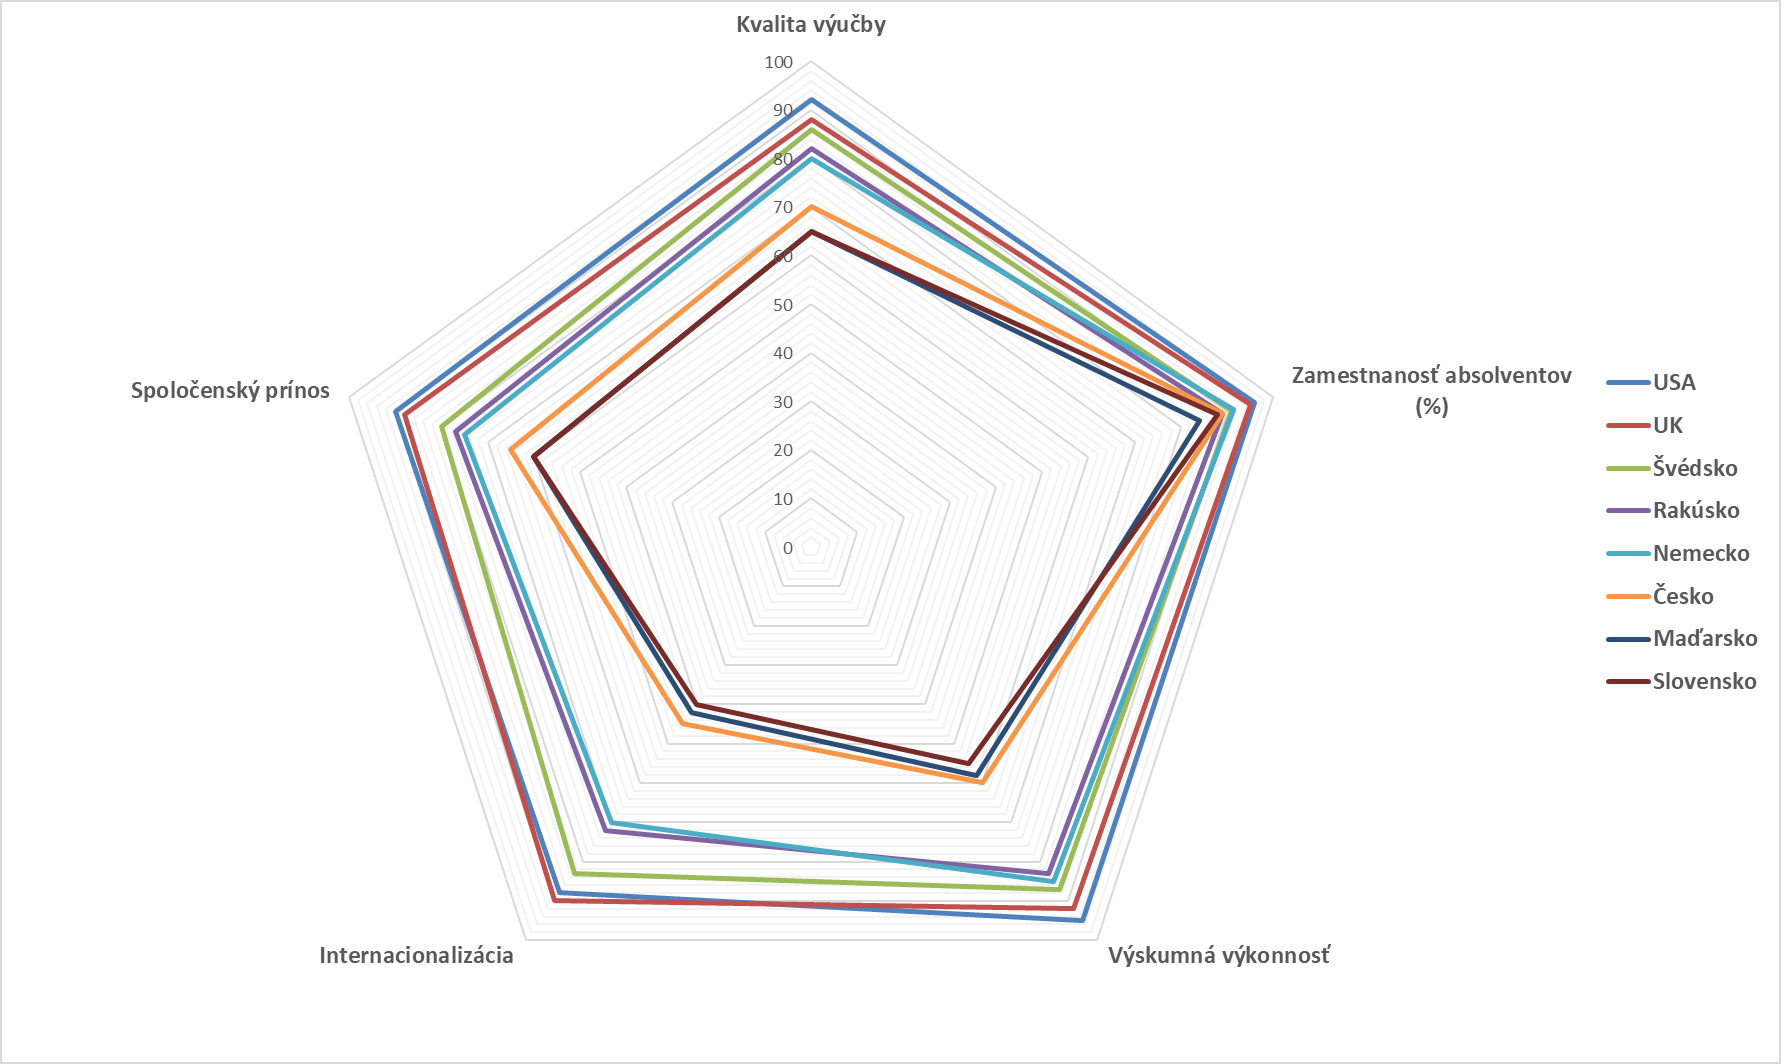 Kvalita výučby
100
90
80
70
60
50
40
30
20
10
0
Zamestnanosť absolventov
(%)
Výskumná výkonnosť
Internacionalizácia
Spoločenský prínos
USA
UK
Švédsko
Rakúsko
Nemecko
Česko
Maďarsko
Slovensko